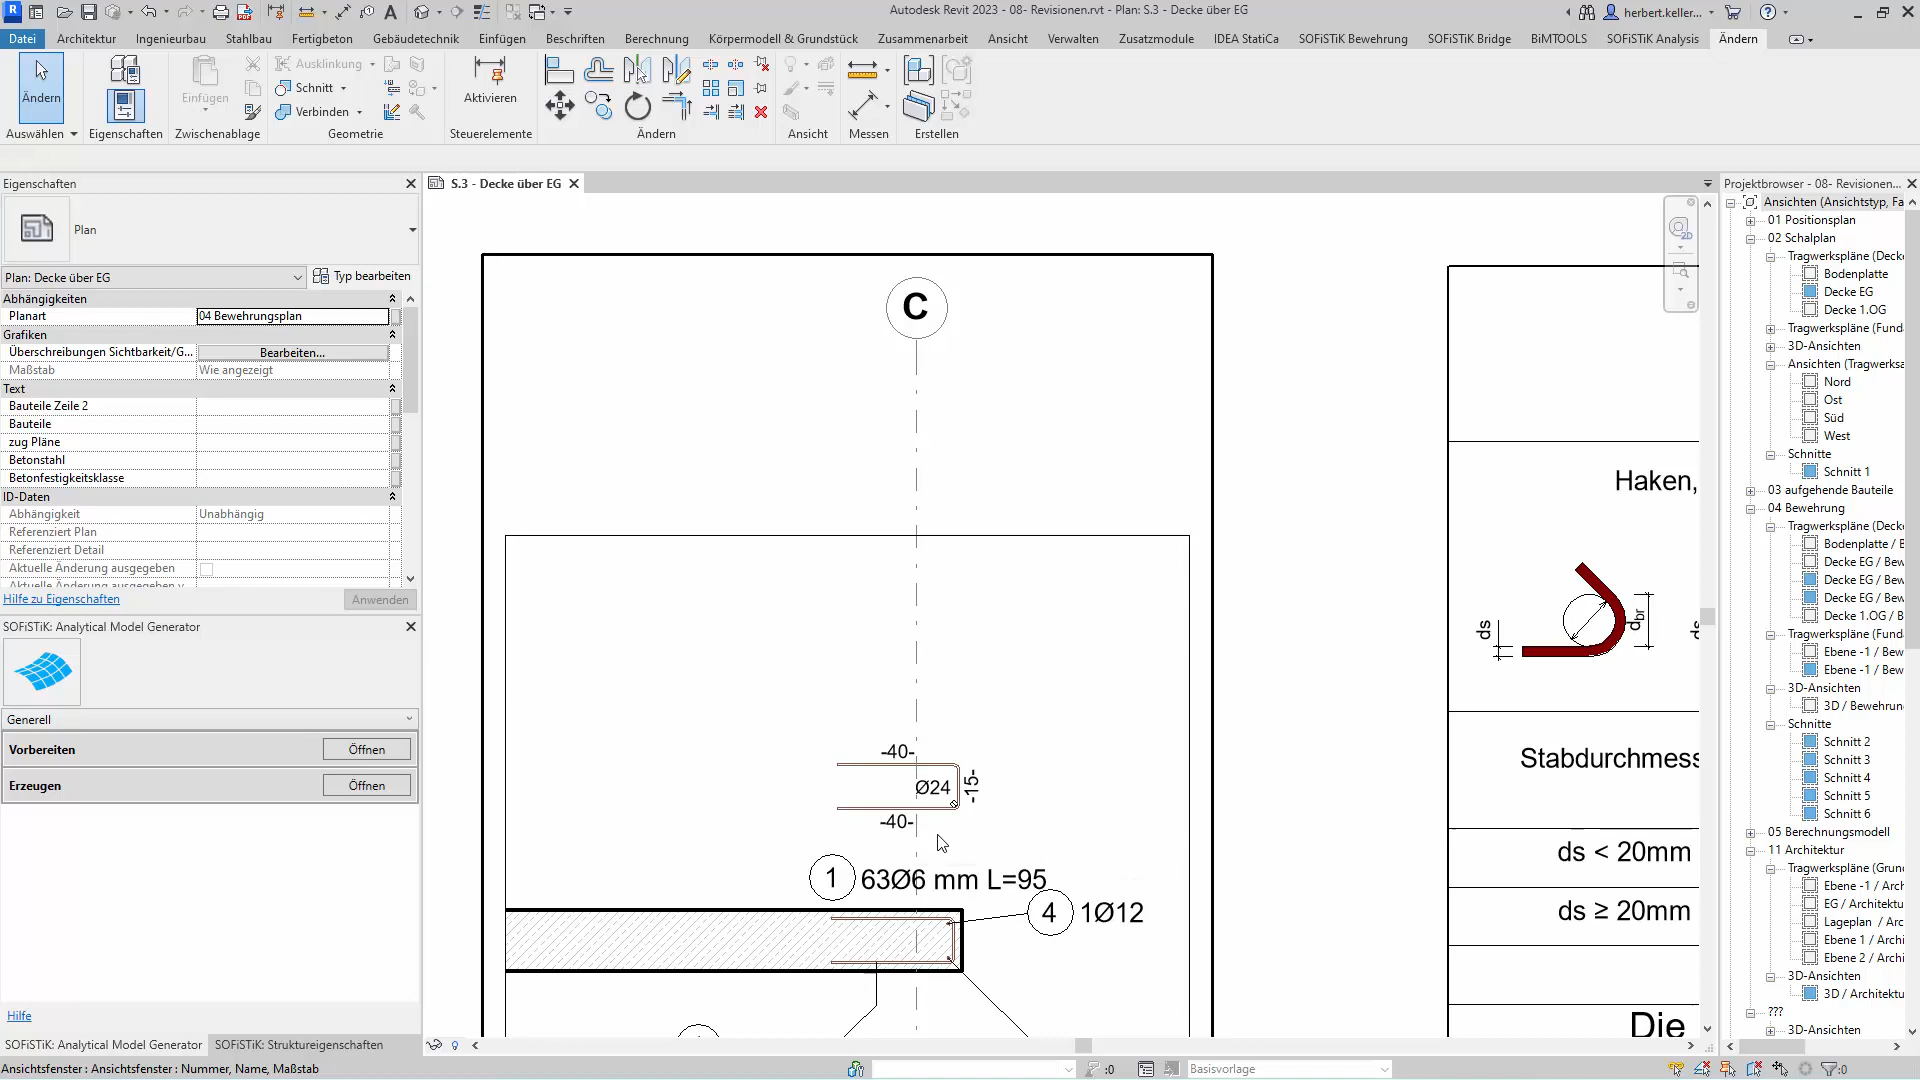 Autodesk Revit 2023 - 08- Revisionen.rvt - Plan: S.3 - Decke über EG
herbert.keller...
Datei Architektur Ingenieurbau Stahlbau Fertigbeton Gebäudetechnik Einfügen Beschriften Berechnung Körpermodell & Grundstück Zusammenarbeit Ansicht Verwalten Zusatzmodule IDEA StatiCa SOFiSTiK Bewehrung SOFiSTiK Bridge BiMTOOLS SOFiSTiK Analysis Ändern
Ändern
Einfügen
Ausklinkung
Schnitt
Verbinden
Aktivieren
Auswählen Eigenschaften Zwischenablage Geometrie Steuerelemente Ändern Ansicht Messen Erstellen
Eigenschaften
Plan
Plan: Decke über EG
Typ bearbeiten
Abhängigkeiten
Planart 04 Bewehrungsplan
Grafiken
Überschreibungen Sichtbarkeit/G... Bearbeiten...
Maßstab Wie angezeigt
Text
Bauteile Zeile 2
Bauteile
zug Pläne
Betonstahl
Betonfestigkeitsklasse
ID-Daten
Abhängigkeit Unabhängig
Referenziert Plan
Referenziert Detail
Aktuelle Änderung ausgegeben
Hilfe zu Eigenschaften
Anwenden
SOFiSTiK: Analytical Model Generator
Generell
Vorbereiten Öffnen
Erzeugen Öffnen
Hilfe
SOFiSTiK: Analytical Model Generator SOFiSTiK: Struktureigenschaften
Ansichtsfenster : Ansichtsfenster : Nummer, Name, Maßstab
S.3 - Decke über EG
C
-40-
Ø24
-15-
-40-
1 63Ø6 mm L=95
4 1Ø12
2D
Haken,
ds
dbr
ds
Stabdurchmess
ds < 20mm
ds ≥ 20mm
Die
:0
Basisvorlage
:0
Projektbrowser - 08- Revisionen...
Ansichten (Ansichtstyp, Fa
01 Positionsplan
02 Schalplan
Tragwerkspläne (Deck
Bodenplatte
Decke EG
Decke 1.OG
Tragwerkspläne (Fund
3D-Ansichten
Ansichten (Tragwerksa
Nord
Ost
Süd
West
Schnitte
Schnitt 1
03 aufgehende Bauteile
04 Bewehrung
Tragwerkspläne (Deck
Bodenplatte / B
Decke EG / Bew
Decke EG / Bew
Decke EG / Bew
Decke 1.OG / B
Tragwerkspläne (Fund
Ebene -1 / Bew
Ebene -1 / Bew
3D-Ansichten
3D / Bewehrun
Schnitte
Schnitt 2
Schnitt 3
Schnitt 4
Schnitt 5
Schnitt 6
05 Berechnungsmodell
11 Architektur
Tragwerkspläne (Grun
Ebene -1 / Arch
EG / Architektu
Lageplan / Arch
Ebene 1 / Archi
Ebene 2 / Archi
3D-Ansichten
3D / Architektu
???
3D-Ansichten